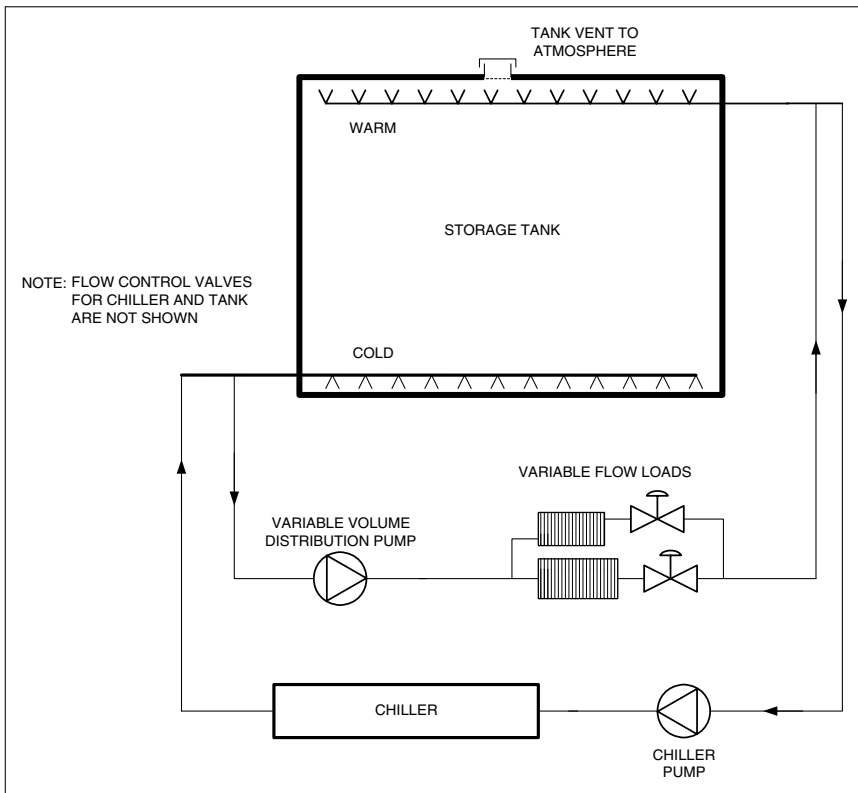 TANK VENT TO
ATMOSPHERE
WARM
STORAGE TANK
NOTE: FLOW CONTROL VALVES
FOR CHILLER AND TANK
ARE NOT SHOWN
COLD
VARIABLE FLOW LOADS
VARIABLE VOLUME
DISTRIBUTION PUMP
CHILLER
CHILLER
PUMP